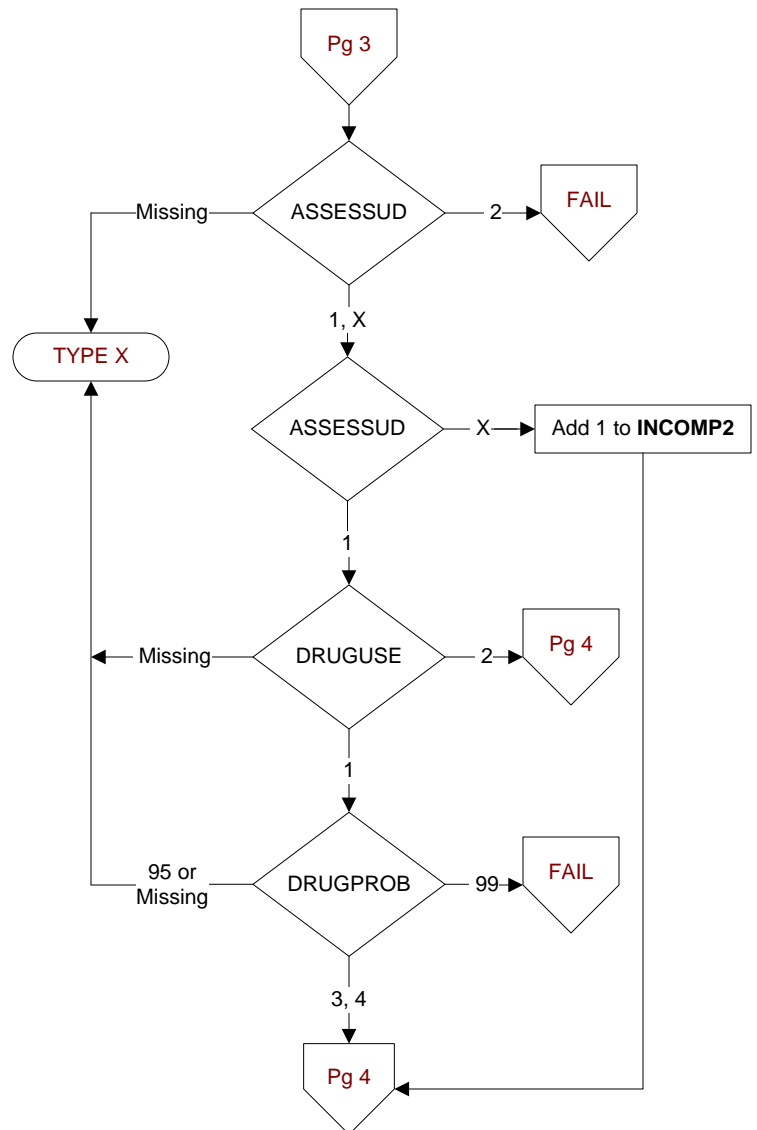 Pg 3
Missing
ASSESSUD
2
FAIL
1, X
TYPE X
ASSESSUD
X
Add 1 to INCOMP2
1
Missing
DRUGUSE
2
Pg 4
1
95 or
Missing
DRUGPROB
99
FAIL
3, 4
Pg 4